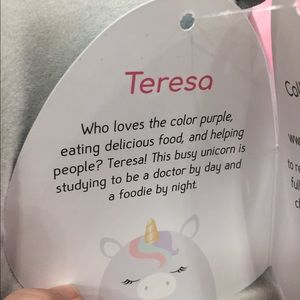 Teresa
Who loves the color purple,
eating delicious food, and helping
people? Teresa! This busy unicorn is
studying to be a doctor by day and
a foodie by night.